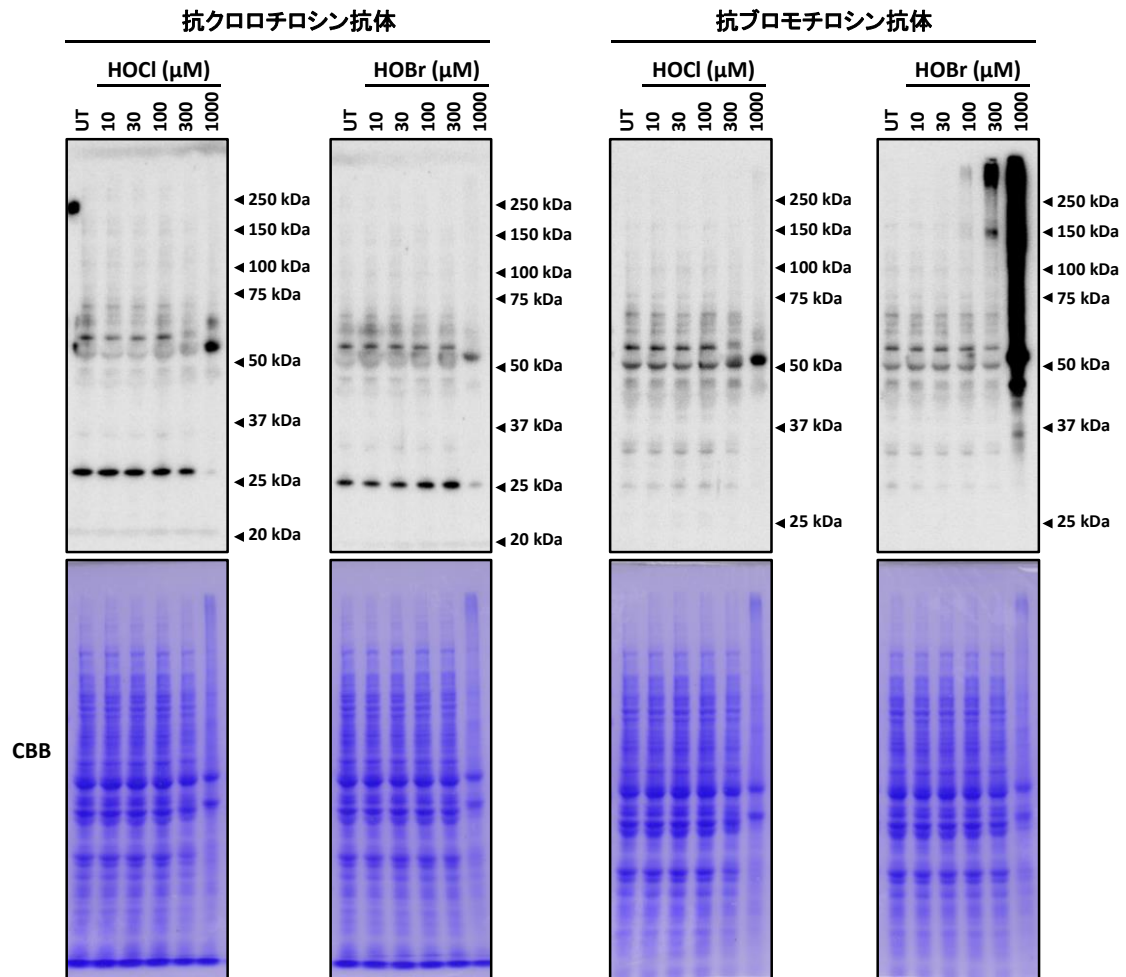 抗クロロチロシン抗体
抗ブロモチロシン抗体
HOCl (µM)
HOBr (µM)
HOCl (µM)
HOBr (µM)
UT 10 30 100 300 1000
UT 10 30 100 300 1000
UT 10 30 100 300 1000
UT 10 30 100 300 1000
◄ 250 kDa
◄ 150 kDa
◄ 100 kDa
◄ 75 kDa
◄ 50 kDa
◄ 37 kDa
◄ 25 kDa
◄ 20 kDa
◄ 250 kDa
◄ 150 kDa
◄ 100 kDa
◄ 75 kDa
◄ 50 kDa
◄ 37 kDa
◄ 25 kDa
◄ 20 kDa
◄ 250 kDa
◄ 150 kDa
◄ 100 kDa
◄ 75 kDa
◄ 50 kDa
◄ 37 kDa
◄ 25 kDa
◄ 250 kDa
◄ 150 kDa
◄ 100 kDa
◄ 75 kDa
◄ 50 kDa
◄ 37 kDa
◄ 25 kDa
CBB